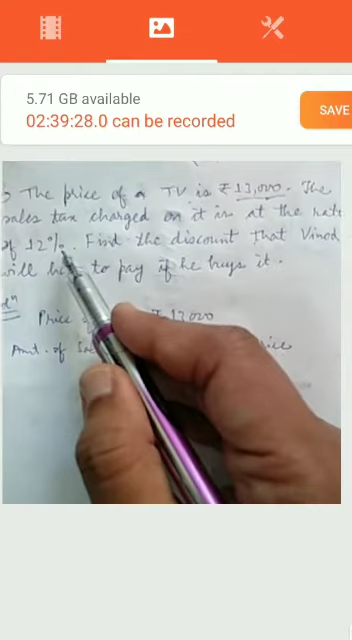 5.71 GB available
02:39:28.0 can be recorded
SAVE
The price of a TV is ₹ 13,000. The
sales tax charged on it is at the rate
of 12%. Find the discount that Vinod
will to pay if he buys it.
Price ₹ 13000
Amt. of